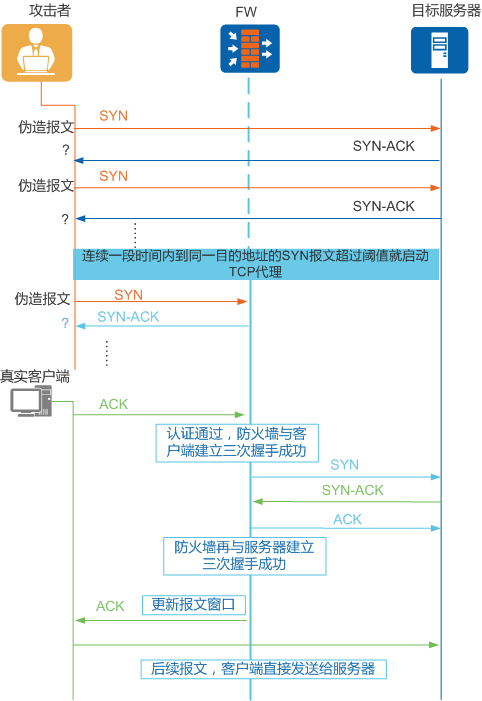 攻击者
FW
目标服务器
伪造报文
SYN
?
SYN-ACK
伪造报文
SYN
?
SYN-ACK
连续一段时间内到同一目的地址的SYN报文超过阈值就启动
TCP代理
伪造报文
SYN
?
SYN-ACK
真实客户端
ACK
认证通过，防火墙与客
户端建立三次握手成功
SYN
SYN-ACK
ACK
防火墙再与服务器建立
三次握手成功
ACK
更新报文窗口
后续报文，客户端直接发送给服务器